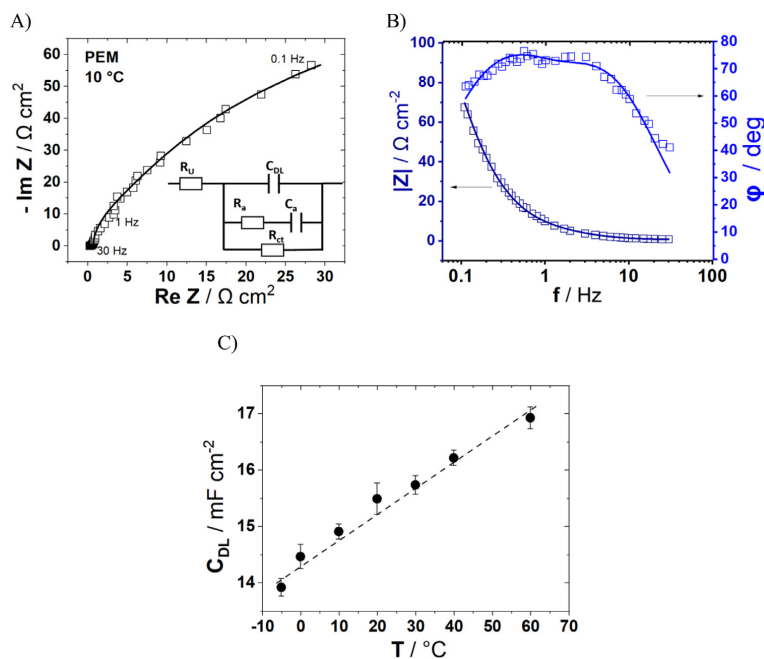 A)
PEM
10 °C
0.1 Hz
1 Hz
30 Hz
R_U
C_DL
R_a
C_a
R_ct
- Im Z / Ω cm²
60
50
40
30
20
10
0
0 5 10 15 20 25 30
Re Z / Ω cm²
B)
|Z| / Ω cm⁻²
100
80
60
40
20
0
80
70
60
50
40
30
20
10
0
φ / deg
0.1 1 10 100
f / Hz
C)
C_DL / mF cm⁻²
17
16
15
14
-10 0 10 20 30 40 50 60 70
T / °C